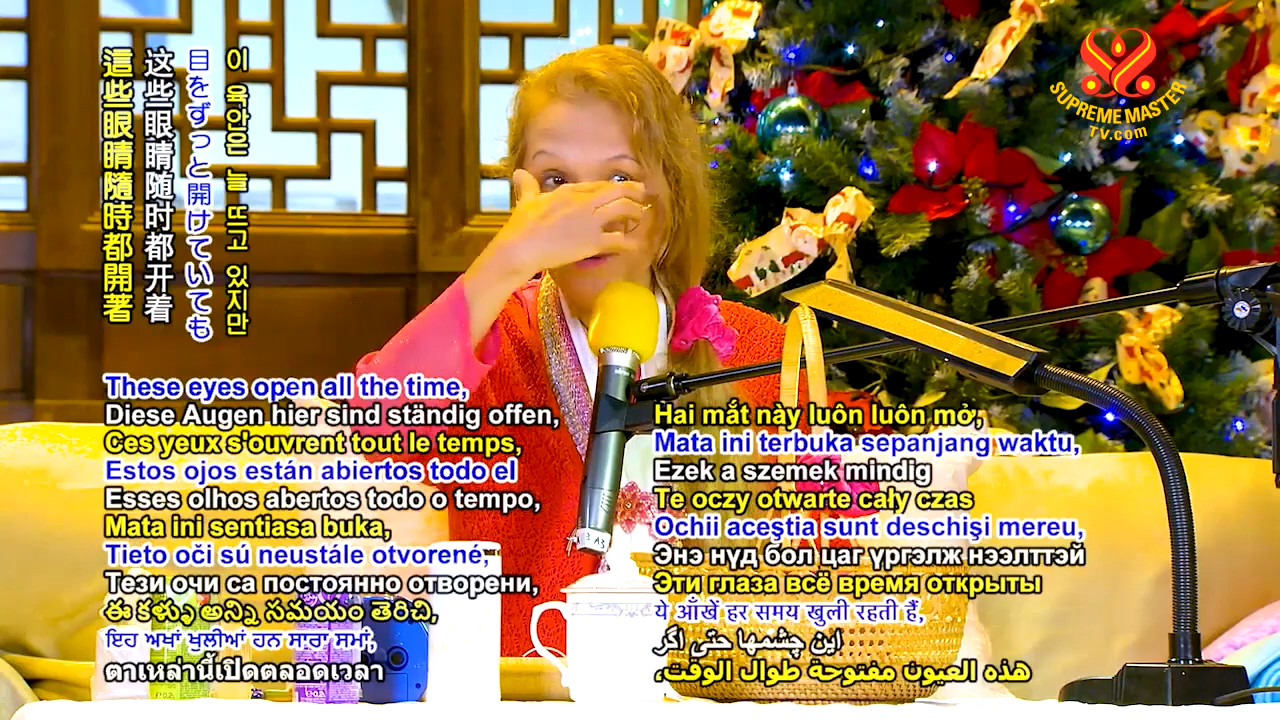 這些眼睛隨時都開著
这些眼睛随时都开着
目をずっと開けていても
이 육안은 늘 뜨고 있지만
SUPREME MASTER
TV.com
These eyes open all the time,
Diese Augen hier sind ständig offen,
Ces yeux s'ouvrent tout le temps,
Estos ojos están abiertos todo el
Esses olhos abertos todo o tempo,
Mata ini sentiasa buka,
Tieto oči sú neustále otvorené,
Тези очи са постоянно отворени,
ఈ కళ్ళు అన్ని సమయం తెరిచి,
ਇਹ ਅਖਾਂ ਖੁਲੀਆਂ ਹਨ ਸਾਰਾ ਸਮਾਂ,
ตาเหล่านี้เปิดตลอดเวลา
Hai mắt này luôn luôn mở,
Mata ini terbuka sepanjang waktu,
Ezek a szemek mindig
Te oczy otwarte cały czas
Ochii aceştia sunt deschişi mereu,
Энэ нүд бол цаг үргэлж нээлттэй
Эти глаза всё время открыты
ये आँखें हर समय खुली रहती हैं,
این چشمها حتی اگر
هذه العيون مفتوحة طوال الوقت،